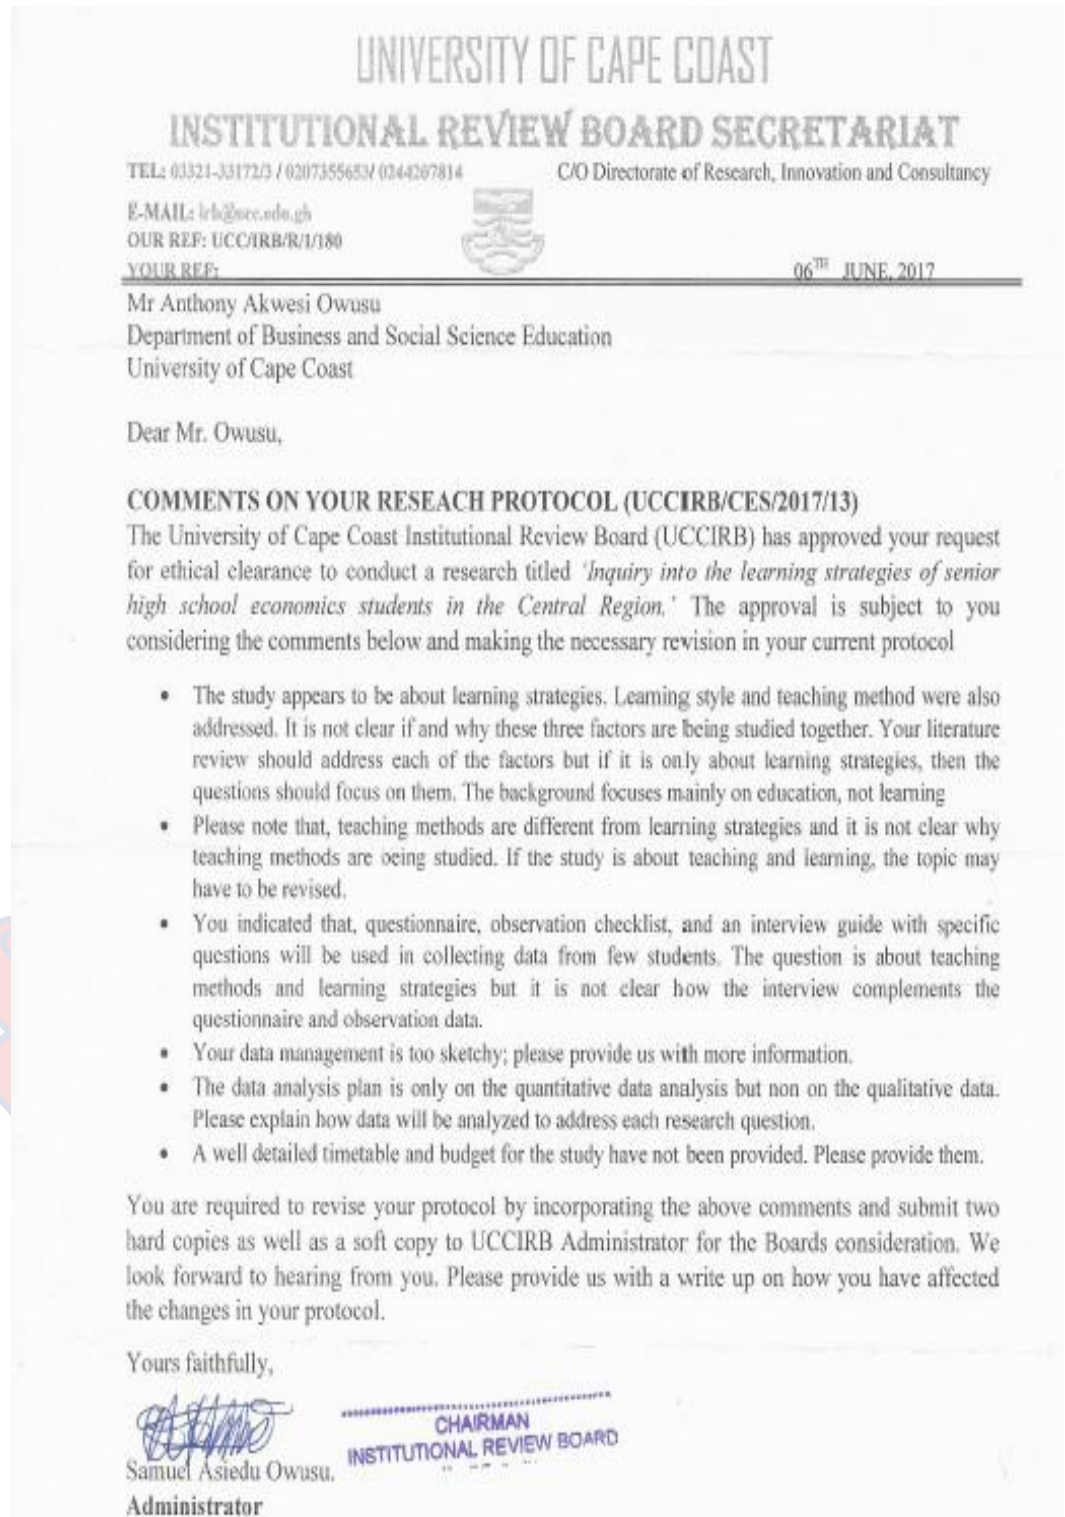 UNIVERSITY OF CAPE COAST
INSTITUTIONAL REVIEW BOARD SECRETARIAT
TEL: 03321-33172/3 / 0207355653/ 0244207814
C/O Directorate of Research, Innovation and Consultancy
E-MAIL: irb@ucc.edu.gh
OUR REF: UCC/IRB/R/1/180
YOUR REF:
06TH JUNE, 2017
Mr Anthony Akwesi Owusu
Department of Business and Social Science Education
University of Cape Coast
Dear Mr. Owusu,
COMMENTS ON YOUR RESEACH PROTOCOL (UCCIRB/CES/2017/13)
The University of Cape Coast Institutional Review Board (UCCIRB) has approved your request
for ethical clearance to conduct a research titled 'Inquiry into the learning strategies of senior
high school economics students in the Central Region.' The approval is subject to you
considering the comments below and making the necessary revision in your current protocol
• The study appears to be about learning strategies. Learning style and teaching method were also
addressed. It is not clear if and why these three factors are being studied together. Your literature
review should address each of the factors but if it is only about learning strategies, then the
questions should focus on them. The background focuses mainly on education, not learning
• Please note that, teaching methods are different from learning strategies and it is not clear why
teaching methods are being studied. If the study is about teaching and learning, the topic may
have to be revised.
• You indicated that, questionnaire, observation checklist, and an interview guide with specific
questions will be used in collecting data from few students. The question is about teaching
methods and learning strategies but it is not clear how the interview complements the
questionnaire and observation data.
• Your data management is too sketchy; please provide us with more information.
• The data analysis plan is only on the quantitative data analysis but non on the qualitative data.
Please explain how data will be analyzed to address each research question.
• A well detailed timetable and budget for the study have not been provided. Please provide them.
You are required to revise your protocol by incorporating the above comments and submit two
hard copies as well as a soft copy to UCCIRB Administrator for the Boards consideration. We
look forward to hearing from you. Please provide us with a write up on how you have affected
the changes in your protocol.
Yours faithfully,
CHAIRMAN
INSTITUTIONAL REVIEW BOARD
Samuel Asiedu Owusu.
Administrator